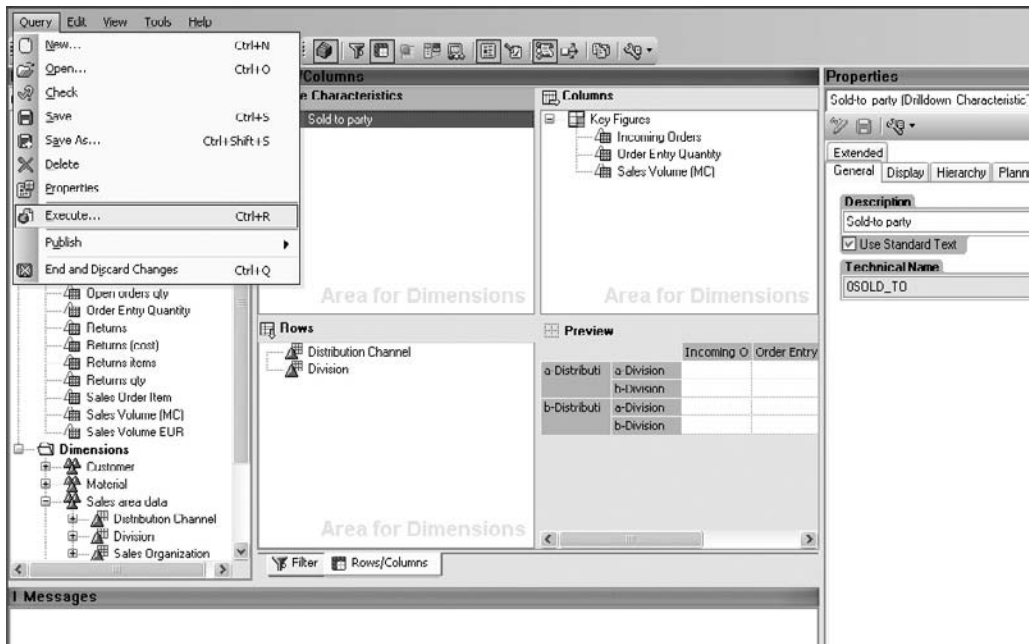 Query Edit View Tools Help
New... Ctrl+N
Open... Ctrl+O
Check
Save Ctrl+S
Save As... Ctrl+Shift+S
Delete
Properties
Execute... Ctrl+R
Publish
End and Discard Changes Ctrl+Q
Open orders qty
Order Entry Quantity
Returns
Returns (cost)
Returns items
Returns qty
Sales Order Item
Sales Volume (MC)
Sales Volume EUR
Dimensions
Customer
Material
Sales area data
Distribution Channel
Division
Sales Organization
/Columns
e Characteristics
Sold to party
Area for Dimensions
Columns
Key Figures
Incoming Orders
Order Entry Quantity
Sales Volume (MC)
Area for Dimensions
Rows
Distribution Channel
Division
Area for Dimensions
Preview
Incoming O Order Entry
a-Distributi a-Division
b-Division
b-Distributi a-Division
b-Division
Filter Rows/Columns
Properties
Sold-to party (Drilldown Characteristic
Extended
General Display Hierarchy Plann
Description
Sold-to party
Use Standard Text
Technical Name
0SOLD_TO
Messages